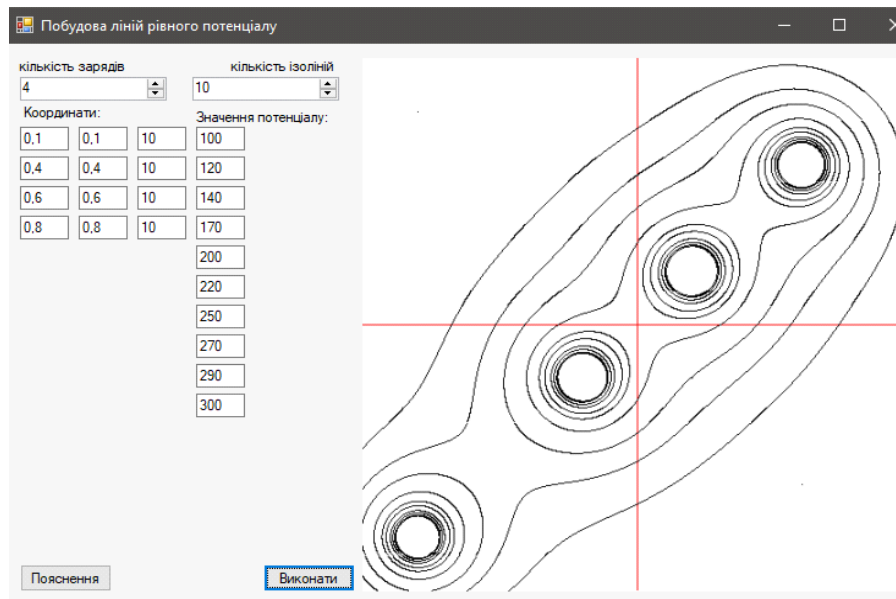 Побудова ліній рівного потенціалу
кількість зарядів кількість ізоліній
4 10
Координати: Значення потенціалу:
0,1 0,1 10 100
0,4 0,4 10 120
0,6 0,6 10 140
0,8 0,8 10 170
200
220
250
270
290
300
Пояснення Виконати